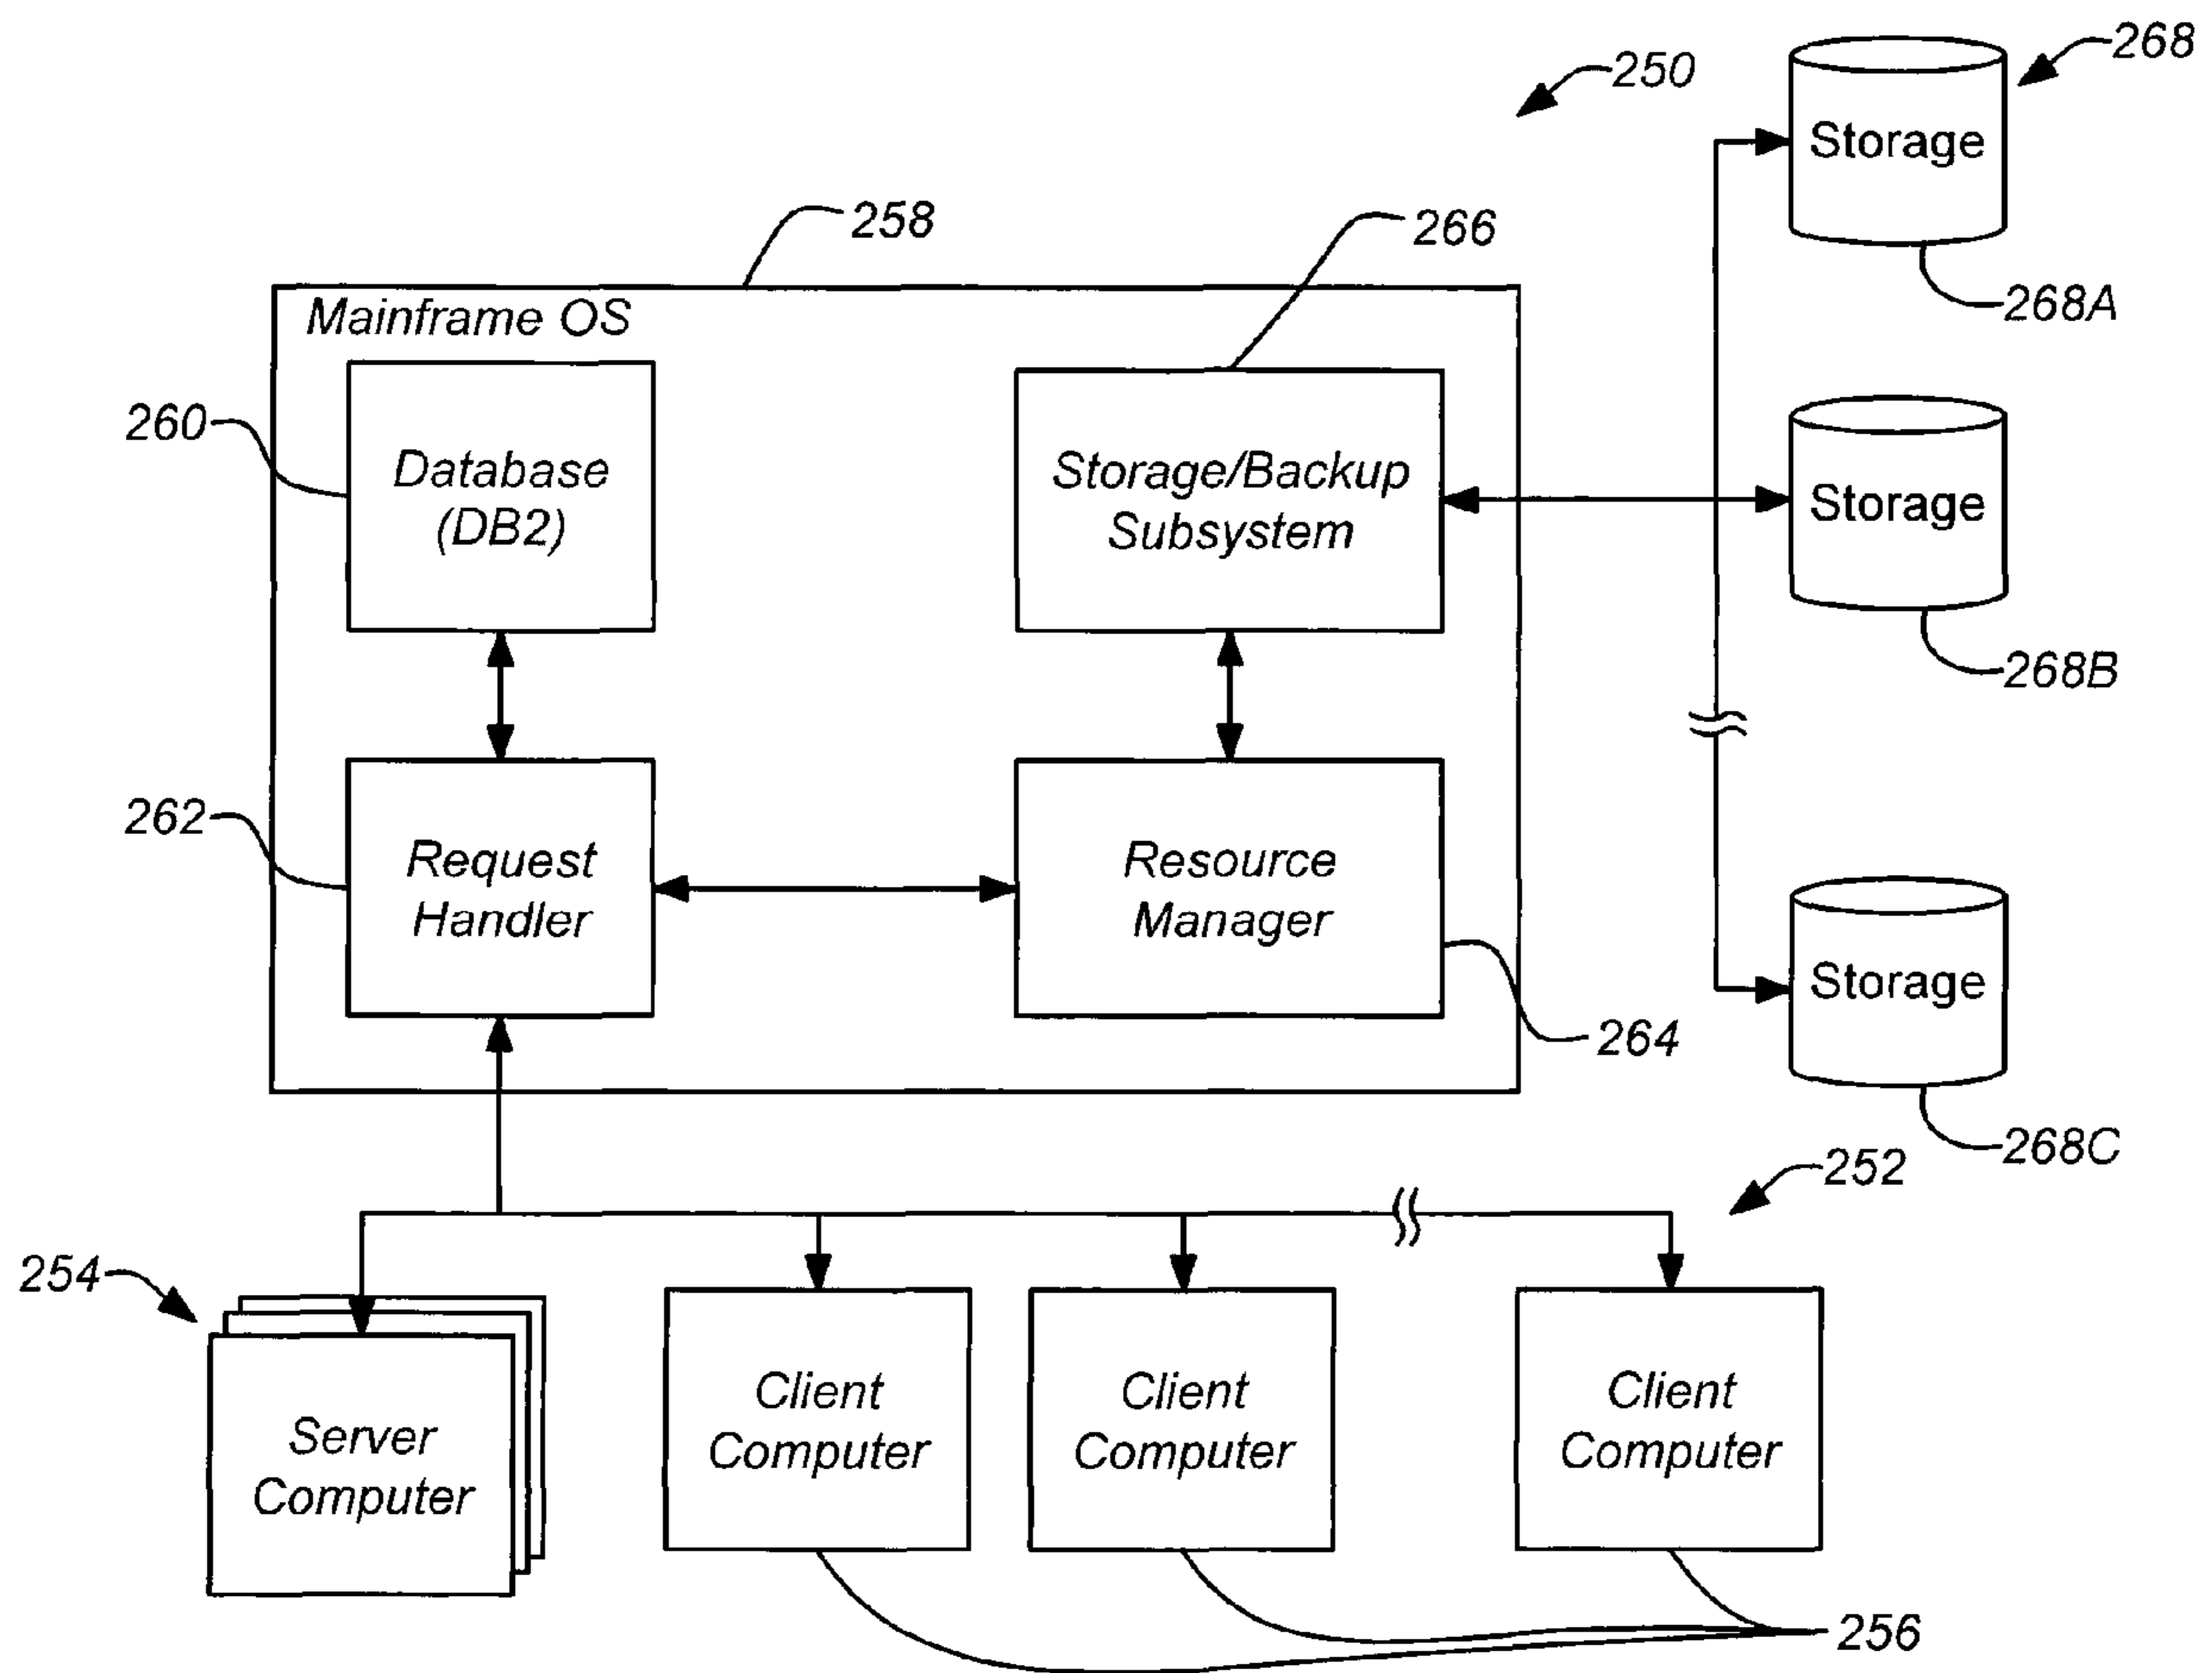 268
250
Storage
258
266
268A
Mainframe OS
260
Database
(DB2)
Storage/Backup
Subsystem
Storage
268B
262
Request
Handler
Resource
Manager
Storage
264
268C
252
254
Server
Computer
Client
Computer
Client
Computer
Client
Computer
256